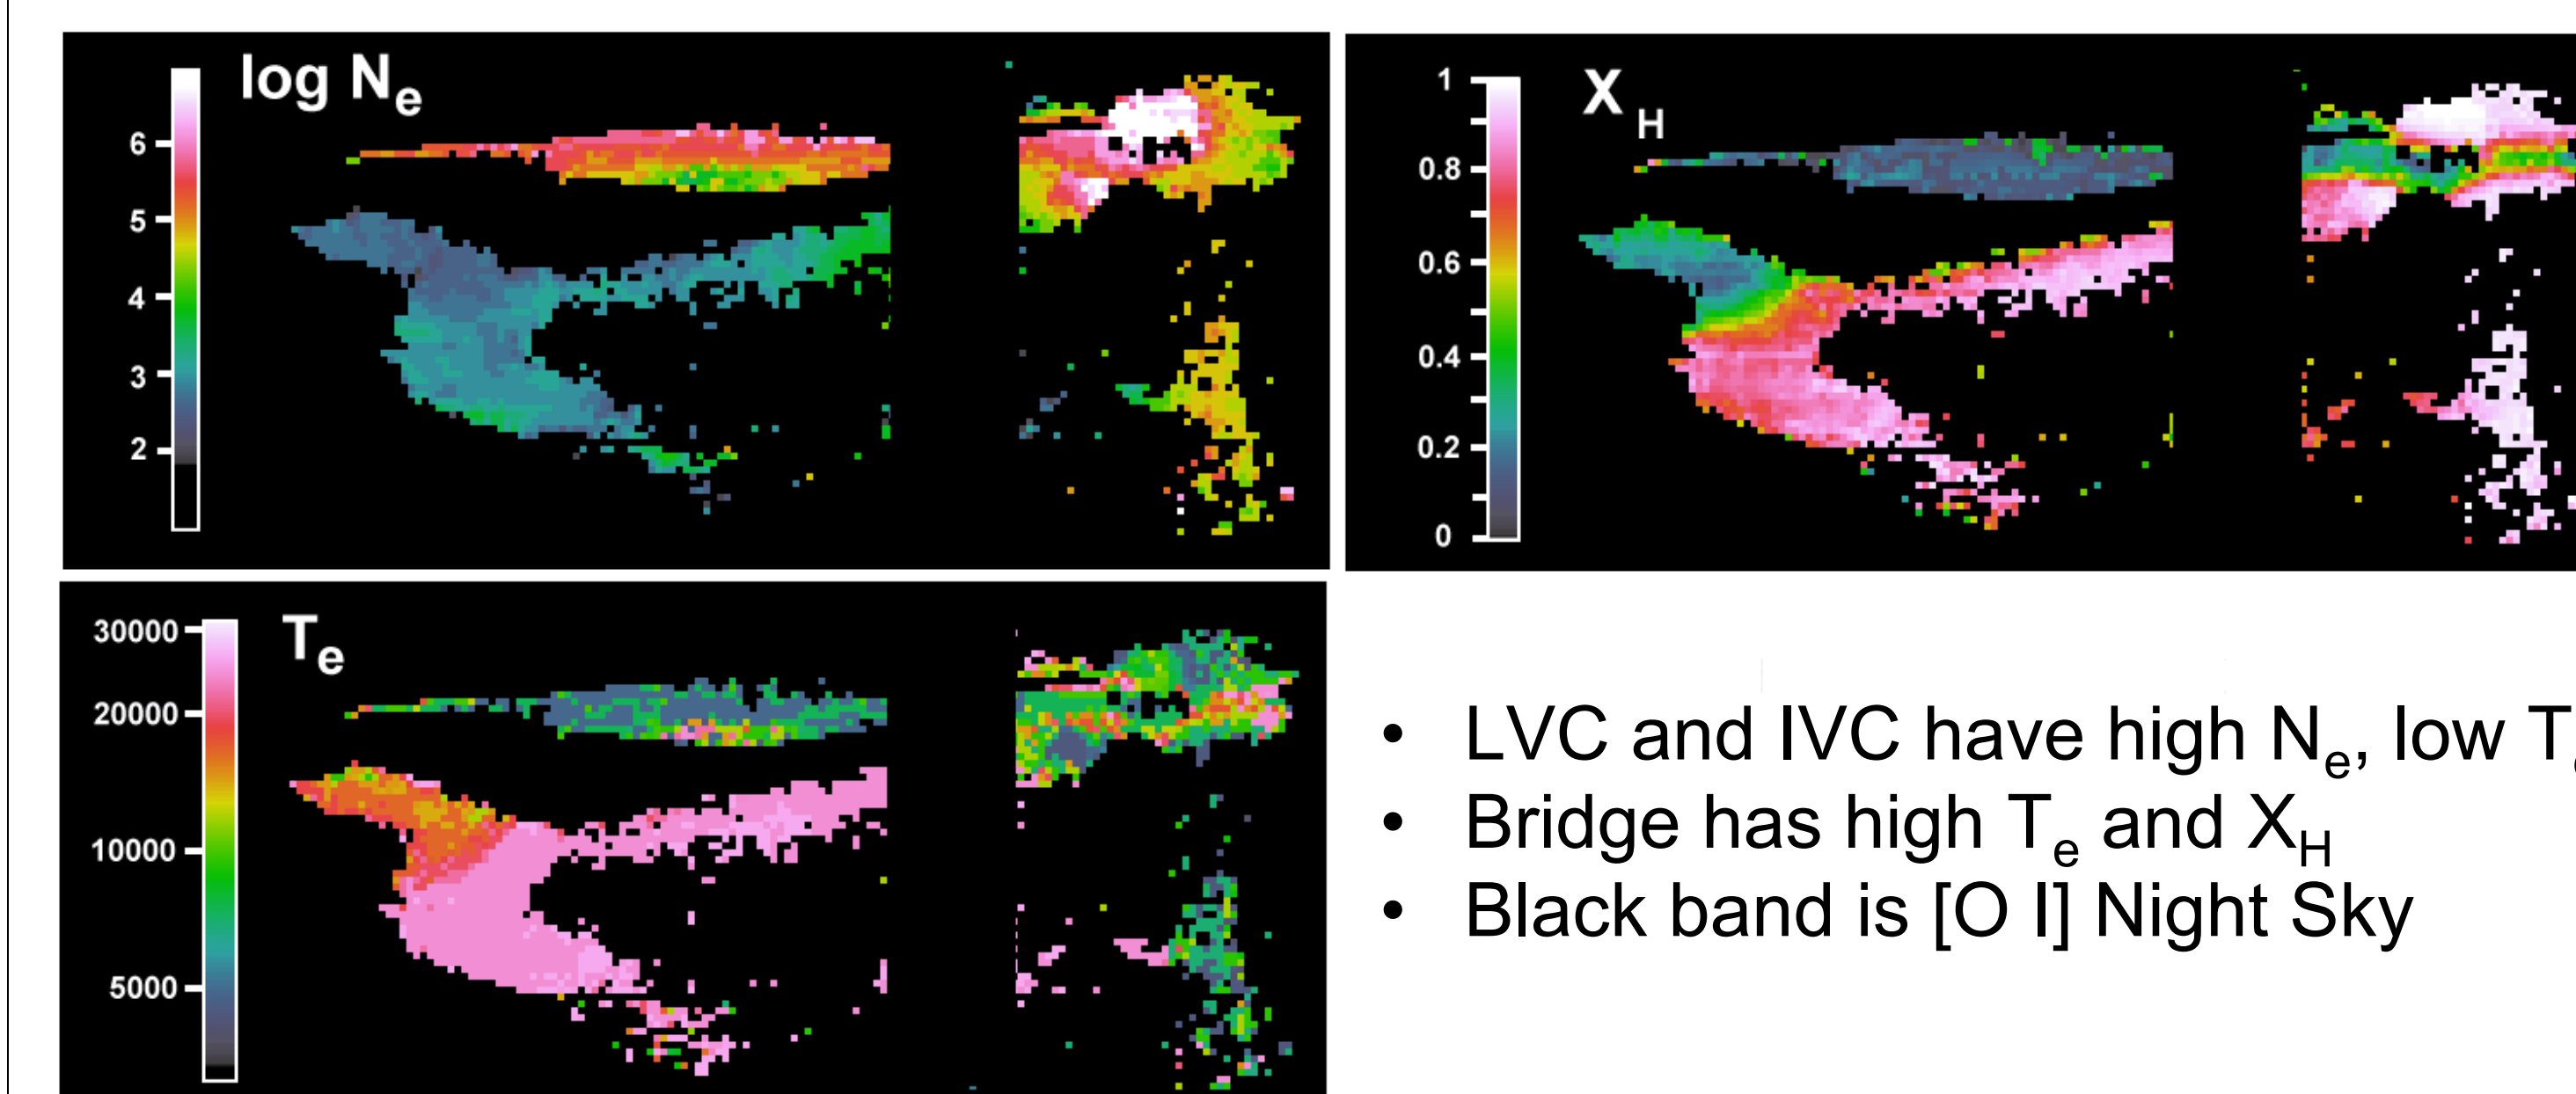 log Ne
6
5
4
3
2
X H
1
0.8
0.6
0.4
0.2
0
Te
30000
20000
10000
5000
• LVC and IVC have high Ne, low T
• Bridge has high Te and XH
• Black band is [O I] Night Sky